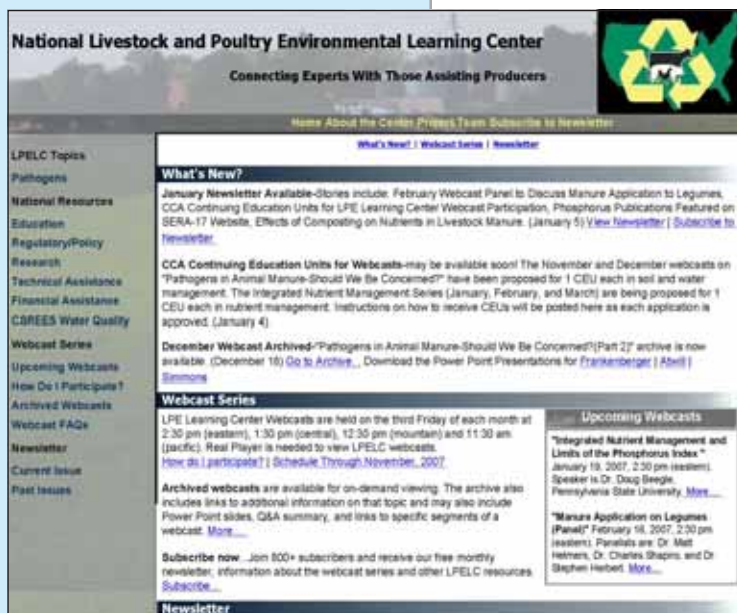 National Livestock and Poultry Environmental Learning Center
Connecting Experts With Those Assisting Producers
Home About the Center Project Team Subscribe to Newsletter
LPELC Topics
Pathogens
National Resources
Education
Regulatory/Policy
Research
Technical Assistance
Financial Assistance
CSREES Water Quality
Webcast Series
Upcoming Webcasts
How Do I Participate?
Archived Webcasts
Webcast FAQs
Newsletter
Current Issue
Past Issues
What's New? | Webcast Series | Newsletter
What's New?
January Newsletter Available-Stories include: February Webcast Panel to Discuss Manure Application to Legumes,
CCA Continuing Education Units for LPE Learning Center Webcast Participation, Phosphorus Publications Featured on
SERA-17 Website, Effects of Composting on Nutrients in Livestock Manure. (January 5) View Newsletter | Subscribe to
Newsletter
CCA Continuing Education Units for Webcasts-may be available soon! The November and December webcasts on
"Pathogens in Animal Manure-Should We Be Concerned?" have been proposed for 1 CEU each in soil and water
management. The Integrated Nutrient Management Series (January, February, and March) are being proposed for 1
CEU each in nutrient management. Instructions on how to receive CEUs will be posted here as each application is
approved. (January 4)
December Webcast Archived-"Pathogens in Animal Manure-Should We Be Concerned?(Part 2)" archive is now
available. (December 18) Go to Archive... Download the Power Point Presentations for Frankenberger | Atwill |
Simmons
Webcast Series
LPE Learning Center Webcasts are held on the third Friday of each month at
2:30 pm (eastern), 1:30 pm (central), 12:30 pm (mountain) and 11:30 am
(pacific). Real Player is needed to view LPELC webcasts.
How do I participate? | Schedule Through November, 2007
Archived webcasts are available for on-demand viewing. The archive also
includes links to additional information on that topic and may also include
Power Point slides, Q&A summary, and links to specific segments of a
webcast. More...
Subscribe now...Join 800+ subscribers and receive our free monthly
newsletter, information about the webcast series and other LPELC resources.
Subscribe...
Upcoming Webcasts
"Integrated Nutrient Management and
Limits of the Phosphorus Index"
January 19, 2007, 2:30 pm (eastern).
Speaker is Dr. Doug Beegle,
Pennsylvania State University. More...
"Manure Application on Legumes
(Panel)" February 16, 2007, 2:30 pm
(eastern). Panelists are: Dr. Matt
Helmers, Dr. Charles Shapiro, and Dr.
Stephen Herbert. More...
Newsletter